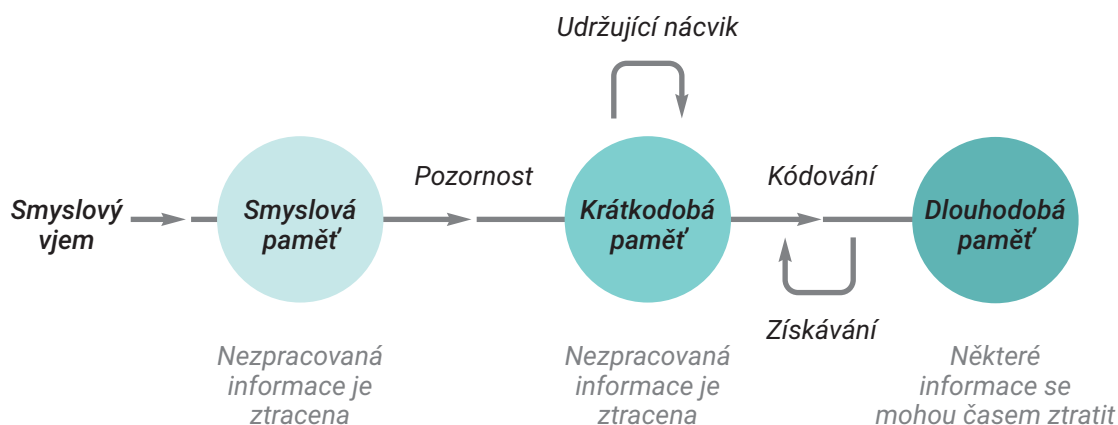 Udržující nácvik
Pozornost
Kódování
Smyslový
vjem
Smyslová
paměť
Krátkodobá
paměť
Dlouhodobá
paměť
Získávání
Nezpracovaná
informace je
ztracena
Nezpracovaná
informace je
ztracena
Některé
informace se
mohou časem ztratit